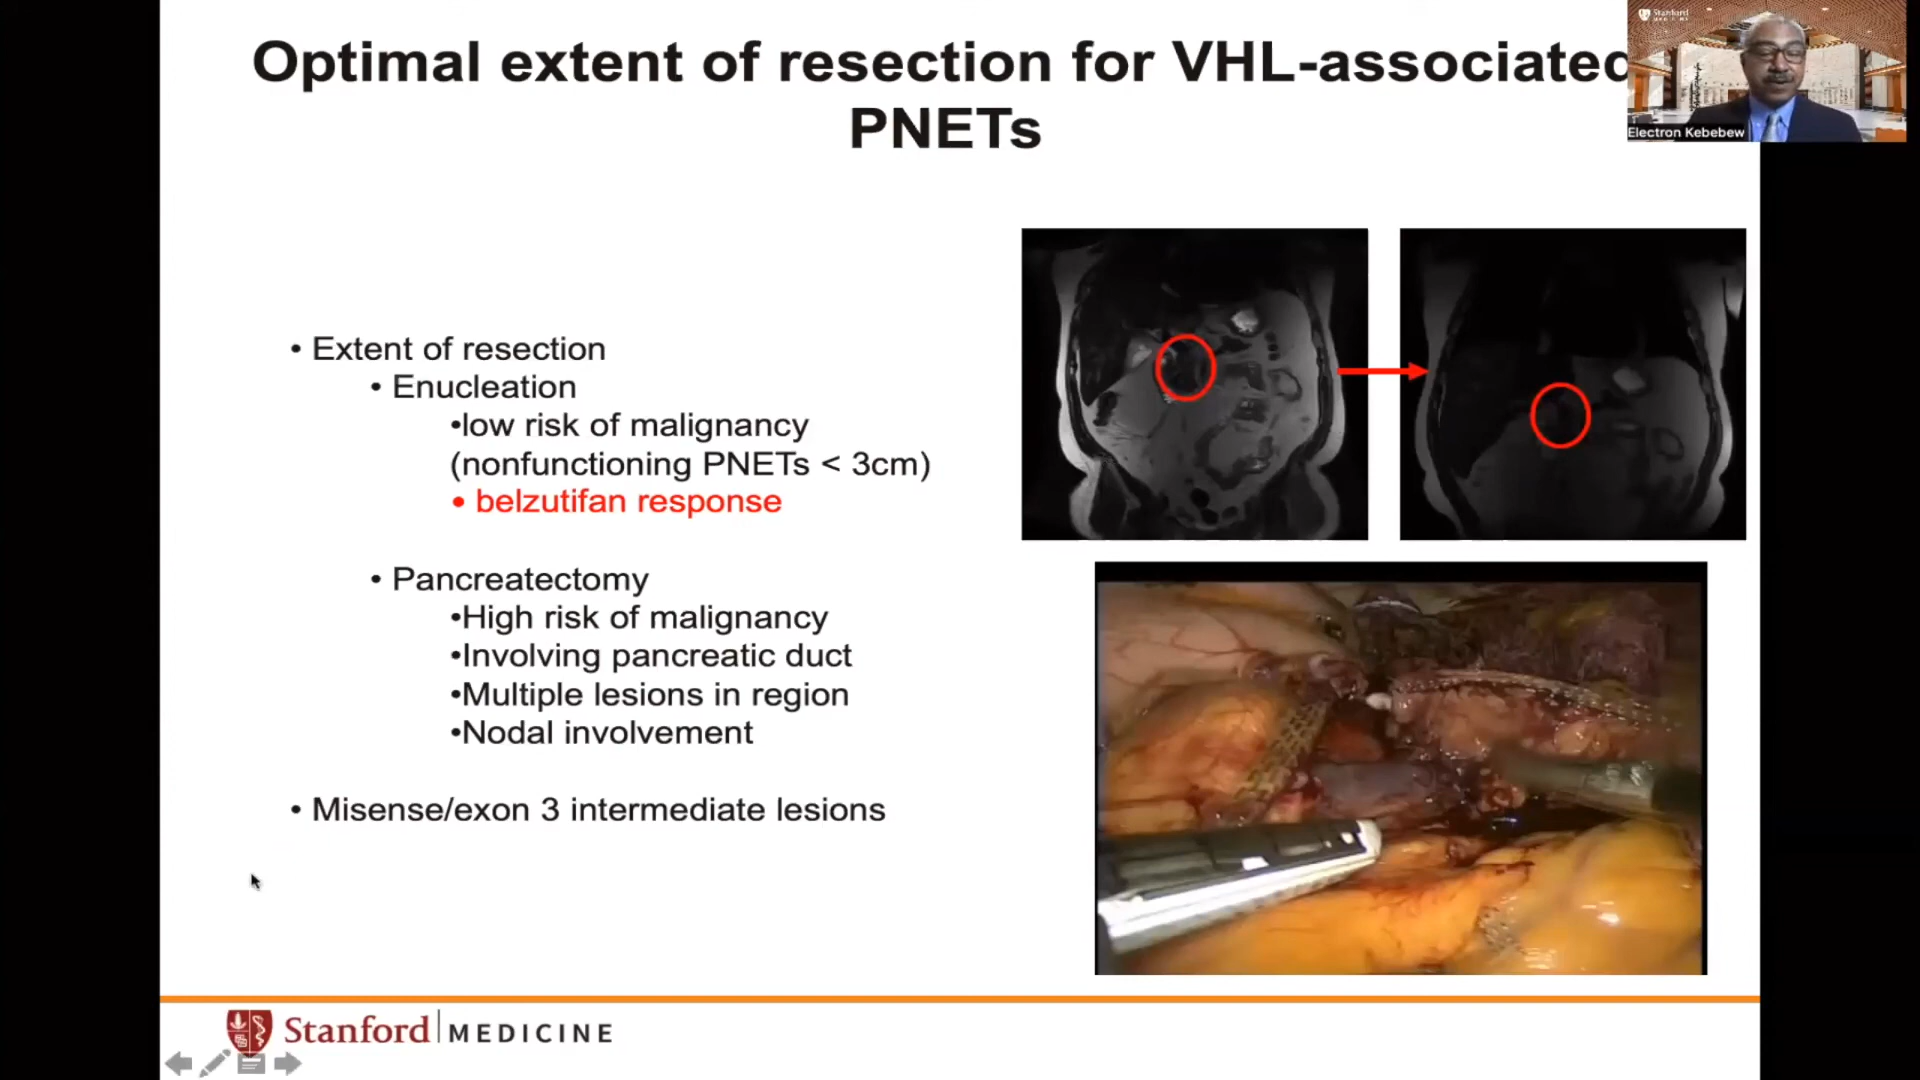 Optimal extent of resection for VHL-associated
PNETs
Stanford
Electron Kebebew
• Extent of resection
• Enucleation
•low risk of malignancy
(nonfunctioning PNETs < 3cm)
• belzutifan response
• Pancreatectomy
•High risk of malignancy
•Involving pancreatic duct
•Multiple lesions in region
•Nodal involvement
• Misense/exon 3 intermediate lesions
Stanford MEDICINE